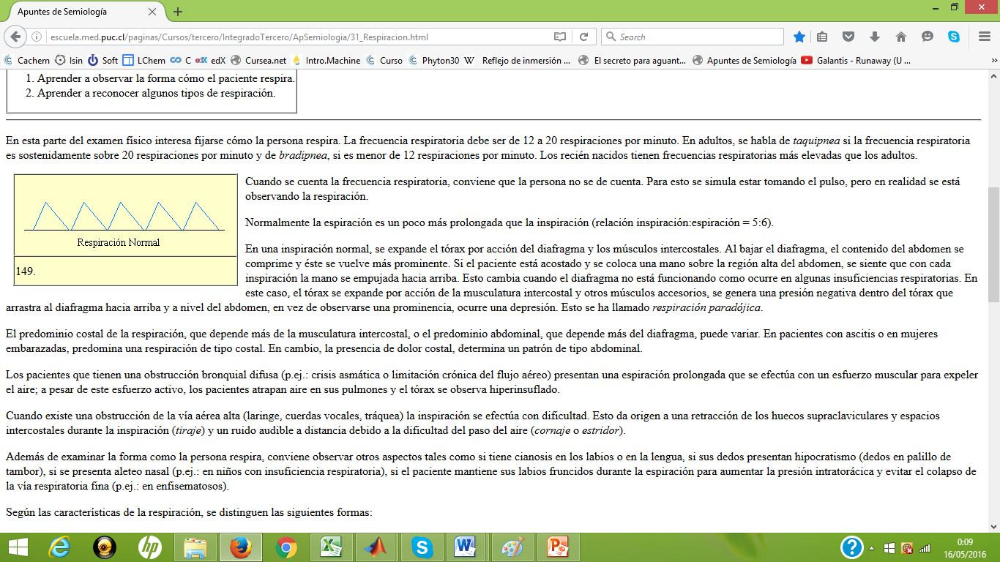 Apuntes de Semiología
escuela.med.puc.cl/paginas/Cursos/tercero/IntegradoTercero/ApSemiologia/31_Respiracion.html
Search
Cachem Isin Soft LChem C edX Cursea.net Intro.Machine Curso Phyton30 Reflejo de inmersión ... El secreto para aguant... Apuntes de Semiología Galantis - Runaway (U ...
1. Aprender a observar la forma cómo el paciente respira.
2. Aprender a reconocer algunos tipos de respiración.
En esta parte del examen físico interesa fijarse cómo la persona respira. La frecuencia respiratoria debe ser de 12 a 20 respiraciones por minuto. En adultos, se habla de taquipnea si la frecuencia respiratoria
es sostenidamente sobre 20 respiraciones por minuto y de bradipnea, si es menor de 12 respiraciones por minuto. Los recién nacidos tienen frecuencias respiratorias más elevadas que los adultos.
Respiración Normal
149.
Cuando se cuenta la frecuencia respiratoria, conviene que la persona no se de cuenta. Para esto se simula estar tomando el pulso, pero en realidad se está
observando la respiración.
Normalmente la espiración es un poco más prolongada que la inspiración (relación inspiración:espiración = 5:6).
En una inspiración normal, se expande el tórax por acción del diafragma y los músculos intercostales. Al bajar el diafragma, el contenido del abdomen se
comprime y éste se vuelve más prominente. Si el paciente está acostado y se coloca una mano sobre la región alta del abdomen, se siente que con cada
inspiración la mano se empujada hacia arriba. Esto cambia cuando el diafragma no está funcionando como ocurre en algunas insuficiencias respiratorias. En
este caso, el tórax se expande por acción de la musculatura intercostal y otros músculos accesorios, se genera una presión negativa dentro del tórax que
arrastra al diafragma hacia arriba y a nivel del abdomen, en vez de observarse una prominencia, ocurre una depresión. Esto se ha llamado respiración paradójica.
El predominio costal de la respiración, que depende más de la musculatura intercostal, o el predominio abdominal, que depende más del diafragma, puede variar. En pacientes con ascitis o en mujeres
embarazadas, predomina una respiración de tipo costal. En cambio, la presencia de dolor costal, determina un patrón de tipo abdominal.
Los pacientes que tienen una obstrucción bronquial difusa (p.ej.: crisis asmática o limitación crónica del flujo aéreo) presentan una espiración prolongada que se efectúa con un esfuerzo muscular para expeler
el aire; a pesar de este esfuerzo activo, los pacientes atrapan aire en sus pulmones y el tórax se observa hiperinsuflado.
Cuando existe una obstrucción de la vía aérea alta (laringe, cuerdas vocales, tráquea) la inspiración se efectúa con dificultad. Esto da origen a una retracción de los huecos supraclaviculares y espacios
intercostales durante la inspiración (tiraje) y un ruido audible a distancia debido a la dificultad del paso del aire (cornaje o estridor).
Además de examinar la forma como la persona respira, conviene observar otros aspectos tales como si tiene cianosis en los labios o en la lengua, si sus dedos presentan hipocratismo (dedos en palillo de
tambor), si se presenta aleteo nasal (p.ej.: en niños con insuficiencia respiratoria), si el paciente mantiene sus labios fruncidos durante la espiración para aumentar la presión intratorácica y evitar el colapso de
la vía respiratoria fina (p.ej.: en enfisematosos).
Según las características de la respiración, se distinguen las siguientes formas:
0:09
16/05/2016